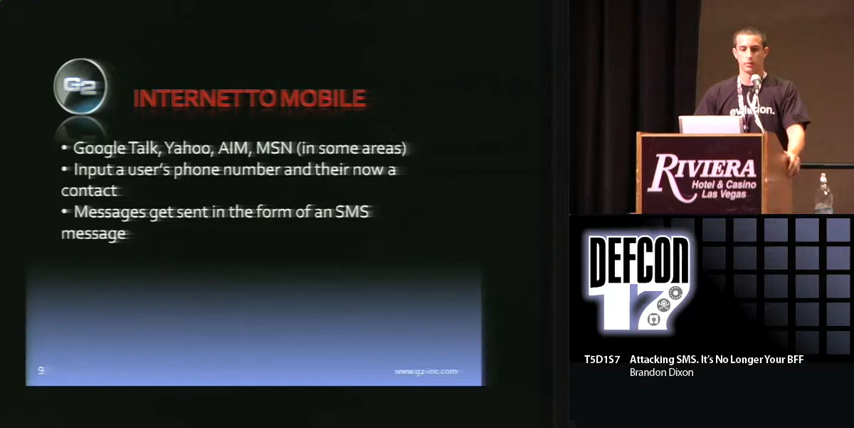 G2
INTERNET TO MOBILE
• Google Talk, Yahoo, AIM, MSN (in some areas)
• Input a user's phone number and their now a
contact
• Messages get sent in the form of an SMS
message
9
www.g2-inc.com
evolution.
RIVIERA
Hotel & Casino
Las Vegas
DEFCON
17
T5D1S7 Attacking SMS. It's No Longer Your BFF
Brandon Dixon